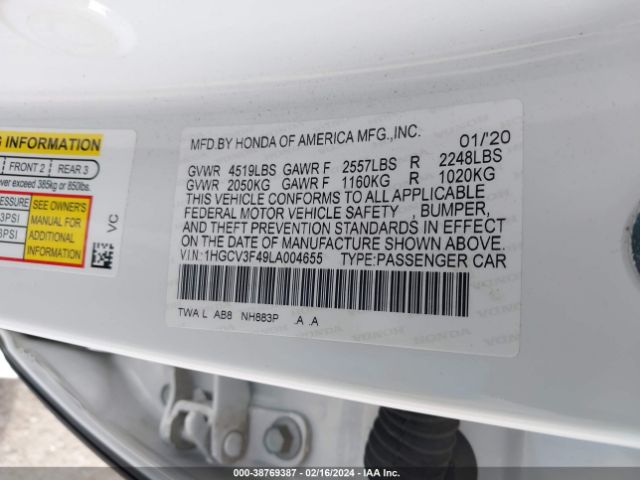 MFD.BY HONDA OF AMERICA MFG.,INC. 01/'20
GVWR 4519LBS GAWR F 2557LBS R 2248LBS
GVWR 2050KG GAWR F 1160KG R 1020KG
THIS VEHICLE CONFORMS TO ALL APPLICABLE
FEDERAL MOTOR VEHICLE SAFETY , BUMPER,
AND THEFT PREVENTION STANDARDS IN EFFECT
ON THE DATE OF MANUFACTURE SHOWN ABOVE.
VIN:1HGCV3F49LA004655 TYPE:PASSENGER CAR
TWA L AB8 NH883P .A .A
INFORMATION
FRONT 2 REAR 3
exceed 385kg or 850lbs.
SEE OWNER'S
MANUAL FOR
ADDITIONAL
VC
HONDA HONDA HONDA
000-38769387 - 02/16/2024 - IAA Inc.